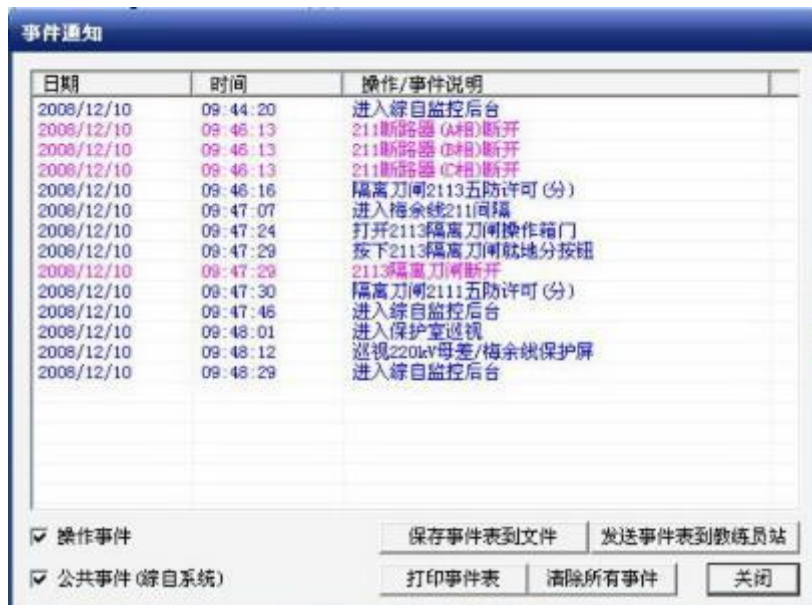 事件通知
日期 时间 操作/事件说明
2008/12/10 09:44:20 进入综自监控后台
2008/12/10 09:46:13 211断路器(A相)断开
2008/12/10 09:46:13 211断路器(B相)断开
2008/12/10 09:46:13 211断路器(C相)断开
2008/12/10 09:46:16 隔离刀闸2113五防许可(分)
2008/12/10 09:47:07 进入梅余线211间隔
2008/12/10 09:47:24 打开2113隔离刀闸操作箱门
2008/12/10 09:47:29 按下2113隔离刀闸就地分按钮
2008/12/10 09:47:29 2113隔离刀闸断开
2008/12/10 09:47:30 隔离刀闸2111五防许可(分)
2008/12/10 09:47:46 进入综自监控后台
2008/12/10 09:48:01 进入保护室巡视
2008/12/10 09:48:12 巡视220kV母差/梅余线保护屏
2008/12/10 09:48:29 进入综自监控后台
操作事件 保存事件表到文件 发送事件表到教练员站
公共事件(综自系统) 打印事件表 清除所有事件 关闭